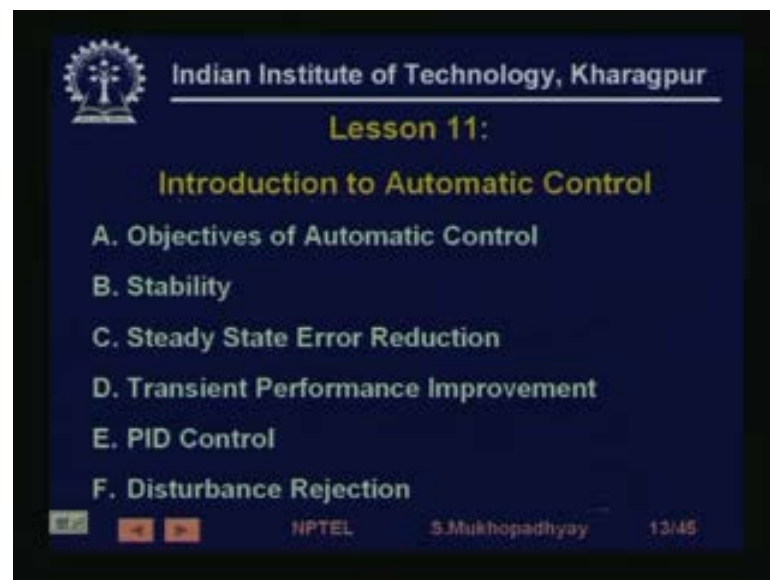 Indian Institute of Technology, Kharagpur
Lesson 11:
Introduction to Automatic Control
A. Objectives of Automatic Control
B. Stability
C. Steady State Error Reduction
D. Transient Performance Improvement
E. PID Control
F. Disturbance Rejection
NPTEL S.Mukhopadhyay 13/45